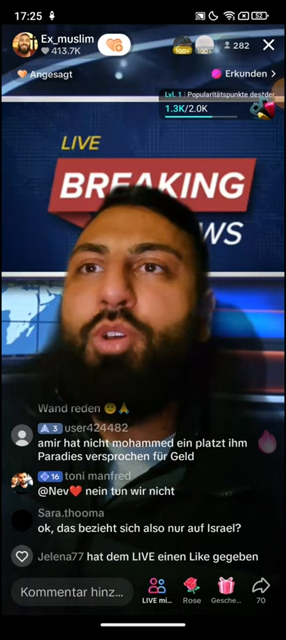 17:25
52
Ex_muslim
413.7K
282
Angesagt
Erkunden >
Lvl. 1 | Popularitätspunkte des/der
1.3K/2.0K
LIVE
BREAKING
WS
Wand reden
3 user424482
amir hat nicht mohammed ein platzt ihm
Paradies versprochen für Geld
16 toni manfred
@Nev❤️ nein tun wir nicht
Sara.thooma
ok, das bezieht sich also nur auf Israel?
Jelena77 hat dem LIVE einen Like gegeben
Kommentar hinz...
LIVE mi...
Rose
Gesche...
70